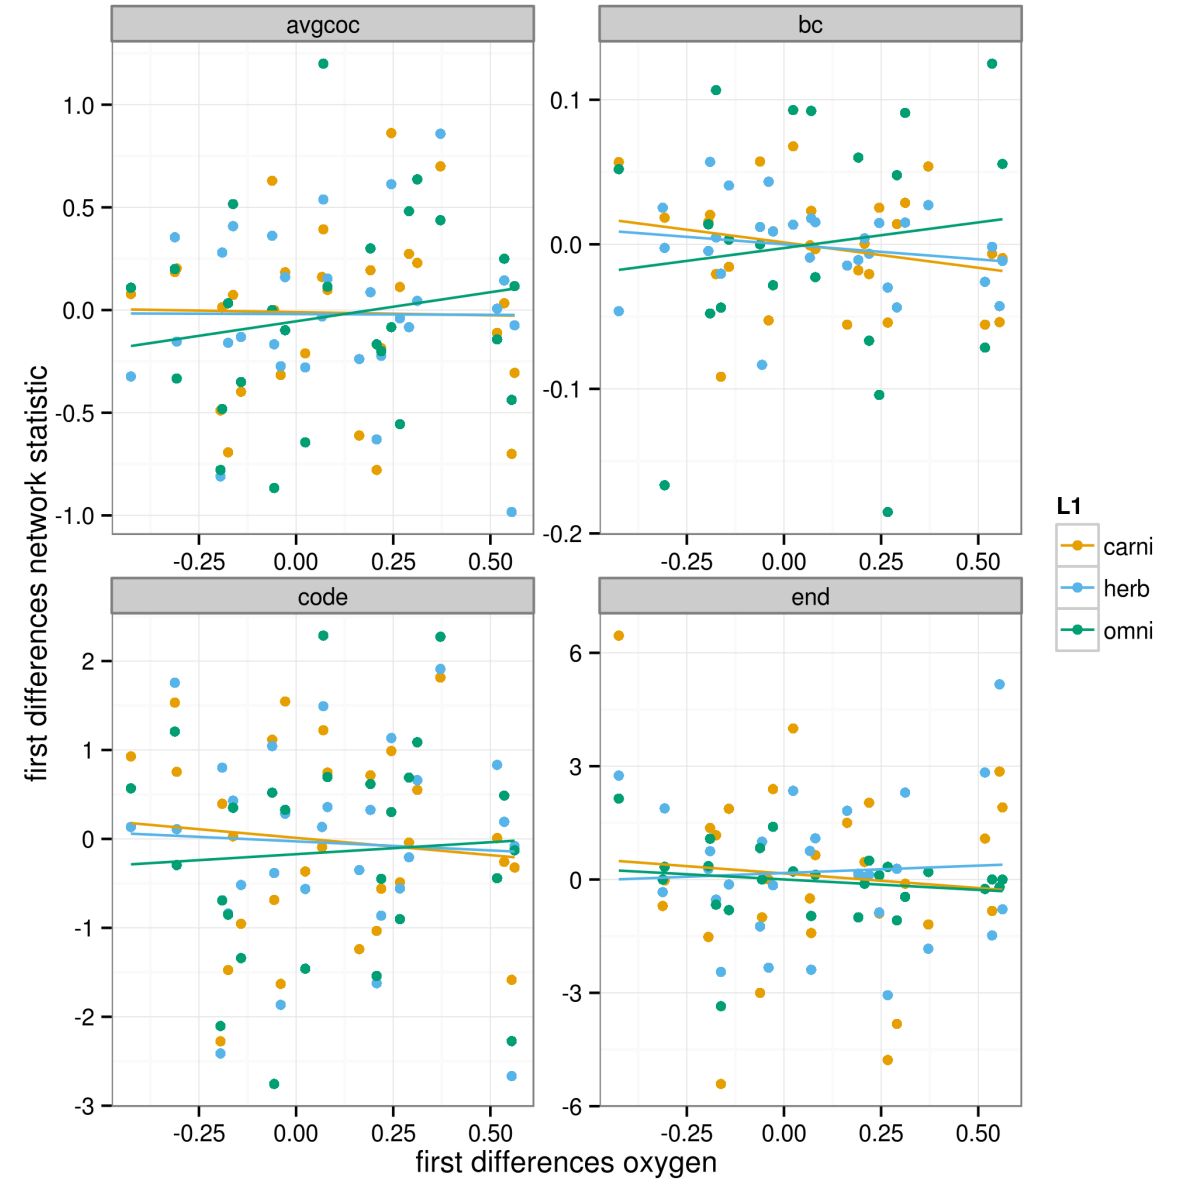 avgcoc
bc
1.0
0.5
0.0
-0.5
-1.0
0.1
0.0
-0.1
-0.2
-0.25 0.00 0.25 0.50
-0.25 0.00 0.25 0.50
code
end
2
1
0
-1
-2
-3
6
3
0
-3
-6
-0.25 0.00 0.25 0.50
-0.25 0.00 0.25 0.50
first differences oxygen
first differences network statistic
L1
carni
herb
omni